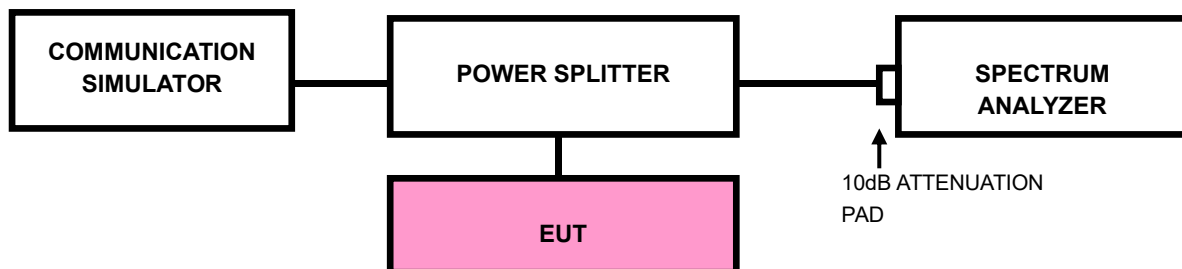 COMMUNICATION
SIMULATOR
POWER SPLITTER
SPECTRUM
ANALYZER
10dB ATTENUATION
PAD
EUT